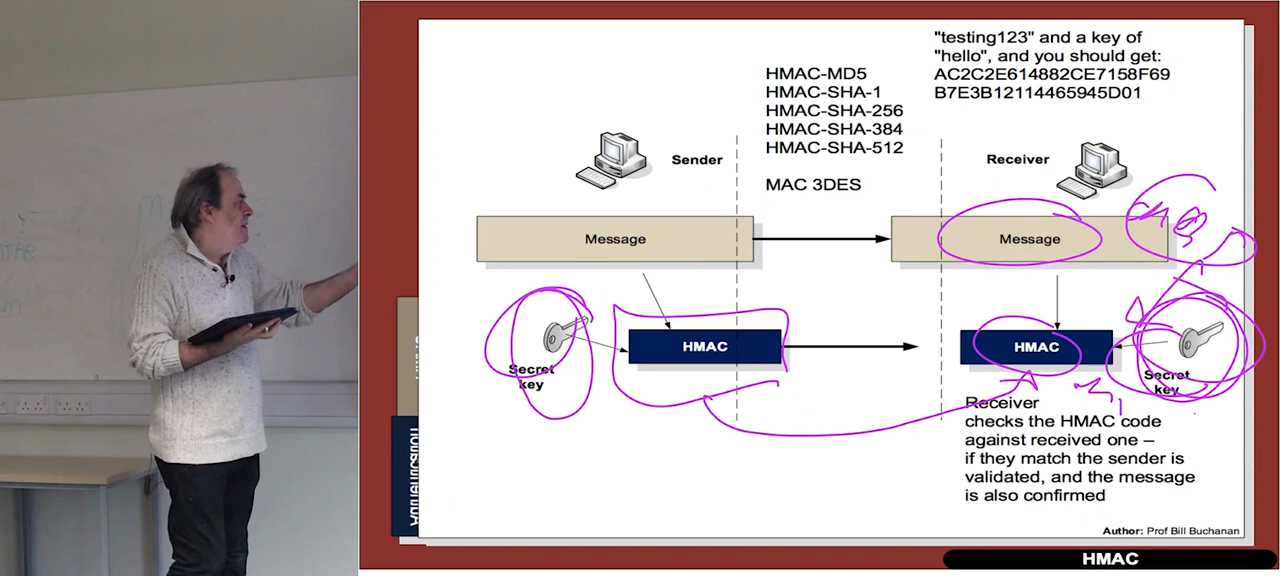 "testing123" and a key of
"hello", and you should get:
AC2C2E614882CE7158F69
B7E3B12114465945D01
HMAC-MD5
HMAC-SHA-1
HMAC-SHA-256
HMAC-SHA-384
HMAC-SHA-512
MAC 3DES
Sender
Receiver
Message
Message
HMAC
HMAC
Secret
key
Secret
key
Receiver
checks the HMAC code
against received one –
if they match the sender is
validated, and the message
is also confirmed
Author: Prof Bill Buchanan
HMAC